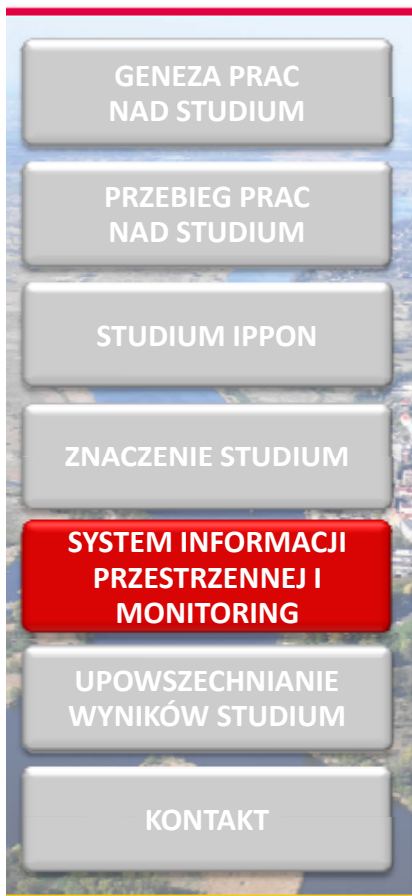 GENEZA PRAC
NAD STUDIUM
PRZEBIEG PRAC
NAD STUDIUM
STUDIUM IPPON
ZNACZENIE STUDIUM
SYSTEM INFORMACJI
PRZESTRZENNEJ I
MONITORING
UPOWSZECHNIANIE
WYNIKÓW STUDIUM
KONTAKT